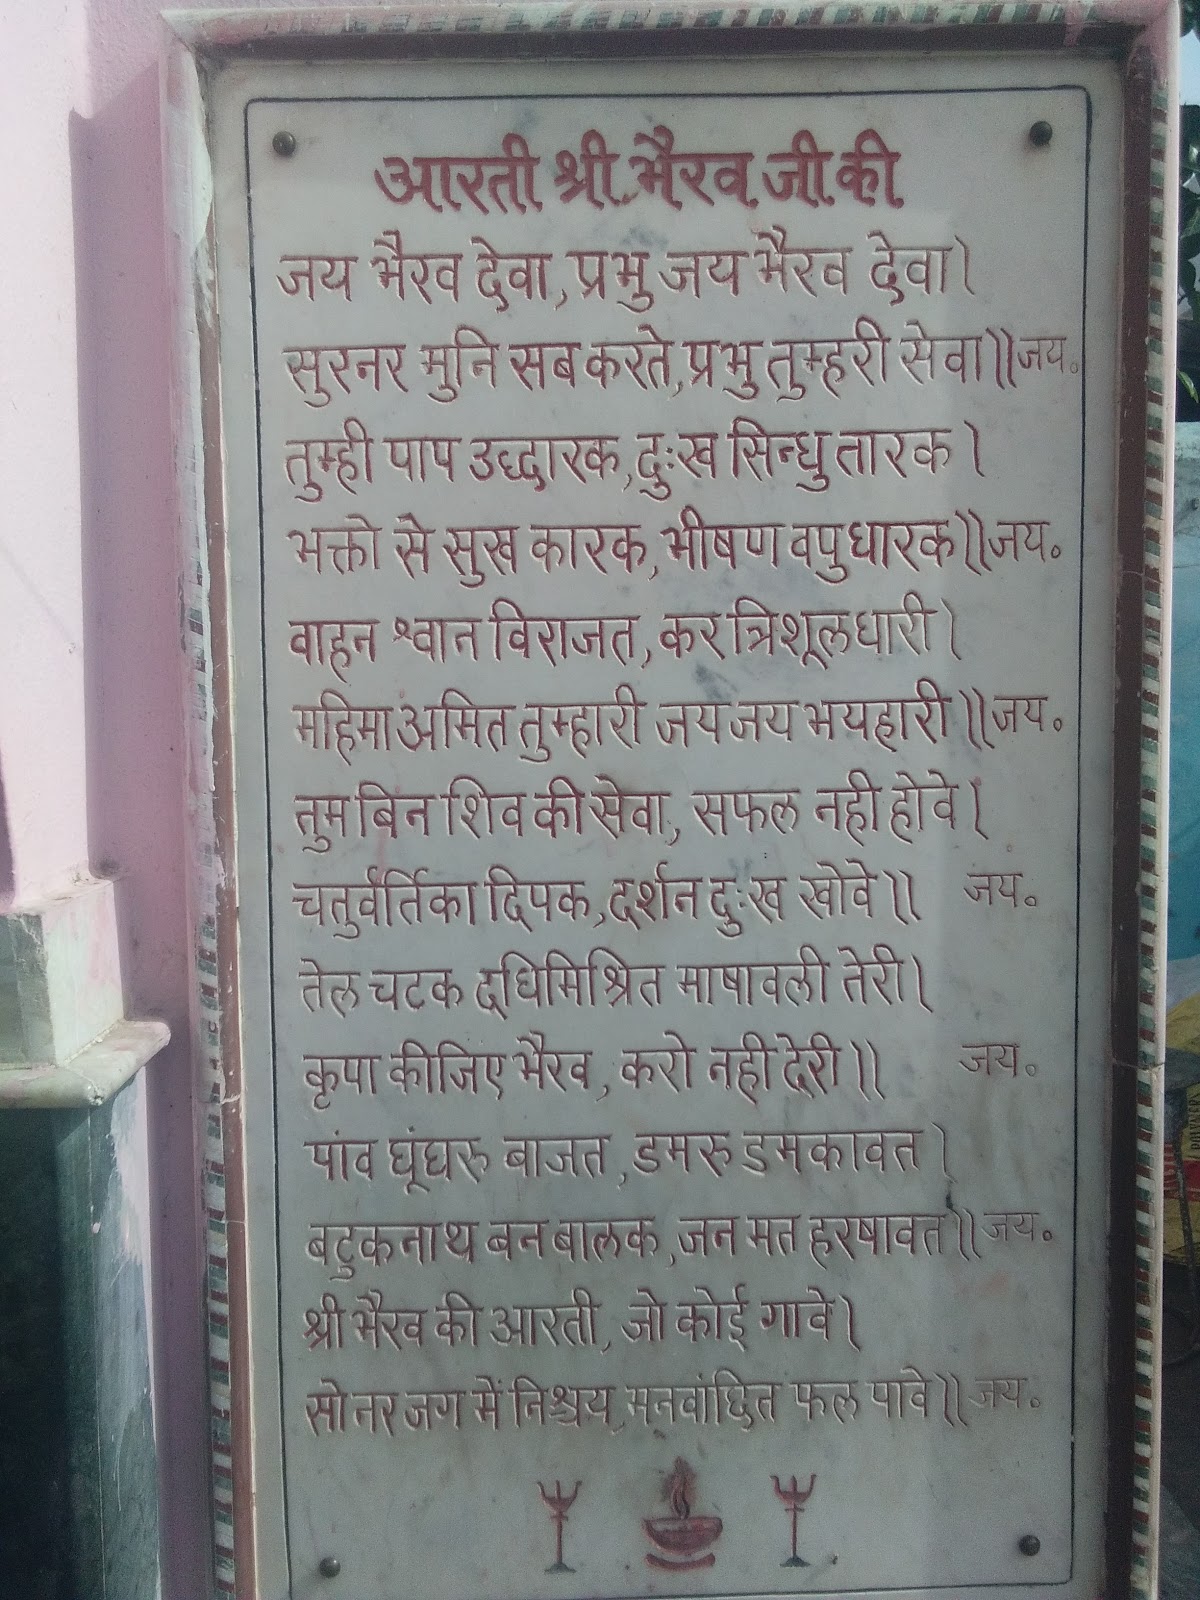 आरती श्री भैरव जी की
जय भैरव देवा, प्रभु जय भैरव देवा।
सुरनर मुनि सब करते, प्रभु तुम्हरी सेवा॥ जय॰
तुम्ही पाप उद्धारक, दुःख सिन्धु तारक।
भक्तो से सुख कारक, भीषण वपु धारक॥ जय॰
वाहन श्वान विराजत, कर त्रिशूल धारी।
महिमा अमित तुम्हारी जय जय भयहारी॥ जय॰
तुम बिन शिव की सेवा, सफल नही होवे।
चतुर्वर्तिका दिपक, दर्शन दुःख खोवे॥ जय॰
तेल चटक दधिमिश्रित माषावली तेरी।
कृपा कीजिए भैरव, करो नही देरी॥ जय॰
पांव घूंघरु बाजत, डमरु डमकावत।
बटुकनाथ बन बालक, जन मत हरषावत॥ जय॰
श्री भैरव की आरती, जो कोई गावे।
सो नर जग में निश्चय, मनवांछित फल पावे॥ जय॰